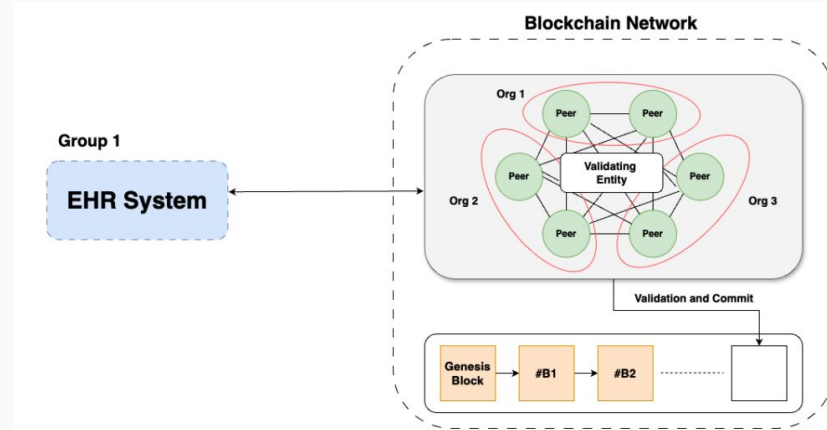 Blockchain Network
Group 1
EHR System
Org 1
Peer
Peer
Peer
Validating
Entity
Peer
Org 2
Org 3
Peer
Peer
Validation and Commit
Genesis
Block
#B1
#B2